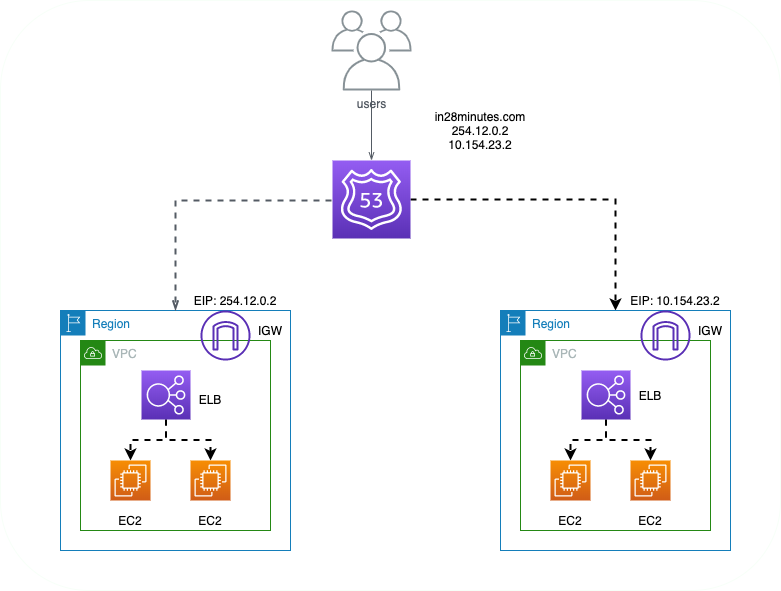 users
in28minutes.com
254.12.0.2
10.154.23.2
53
EIP: 254.12.0.2
EIP: 10.154.23.2
Region
IGW
VPC
ELB
EC2
EC2
Region
IGW
VPC
ELB
EC2
EC2